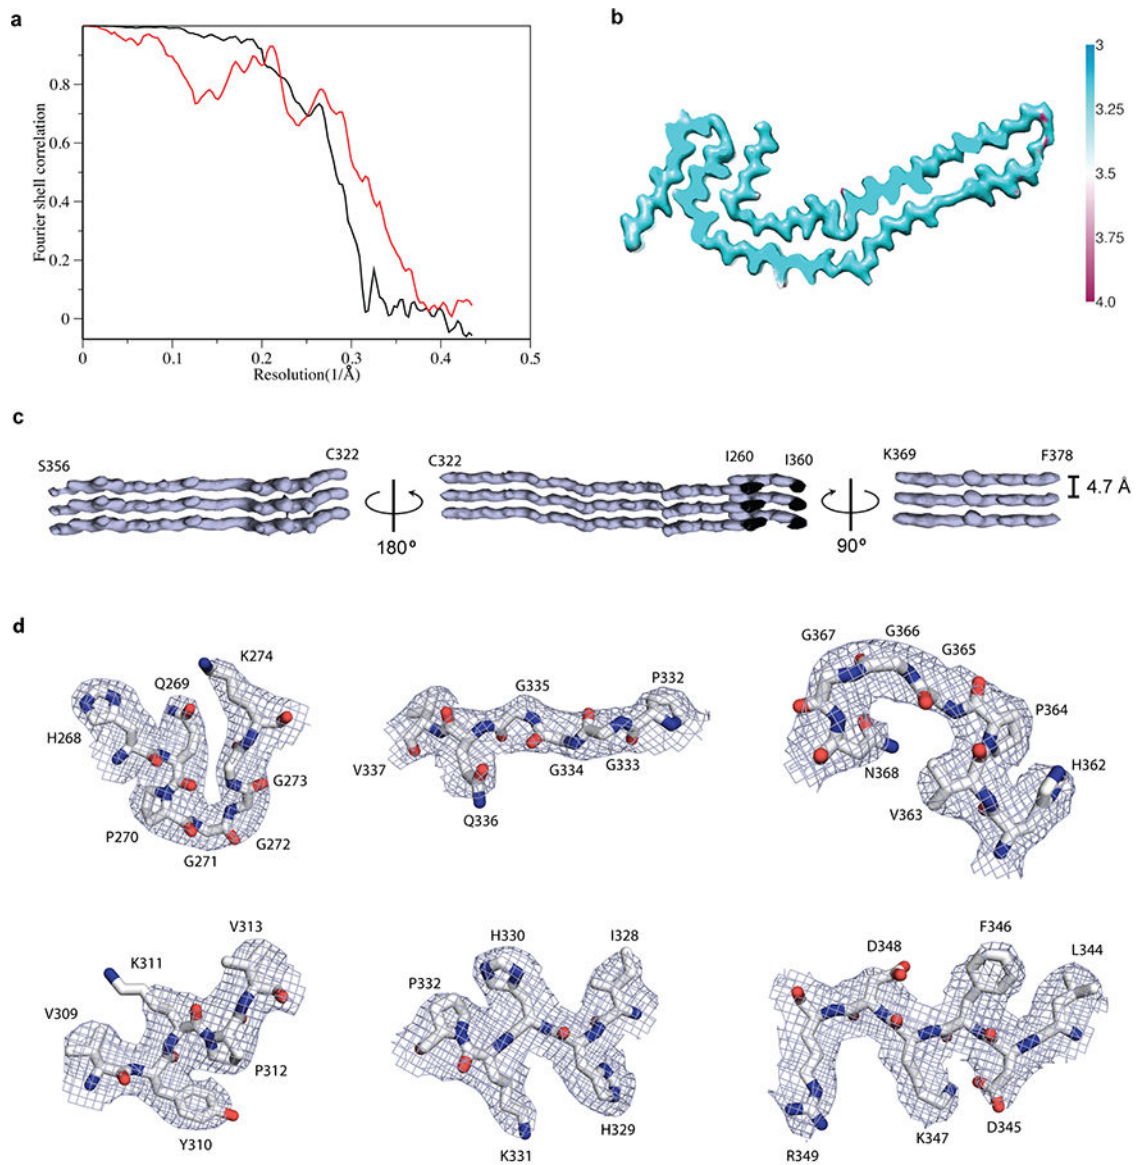 a
Fourier shell correlation
0.8
0.6
0.4
0.2
0
0 0.1 0.2 0.3 0.4 0.5
Resolution(1/Å)
b
3
3.25
3.5
3.75
4.0
c
S356 C322 C322 I260 I360 K369 F378
4.7 Å
180º 90º
d
K274
Q269
H268
G273
P270
G272
G271
G335 P332
V337 G334 G333
Q336
G367 G366 G365
P364
N368 H362
V363
V313
K311
V309
P312
Y310
H330 I328
P332
H329
K331
F346
D348 L344
D345
K347
R349